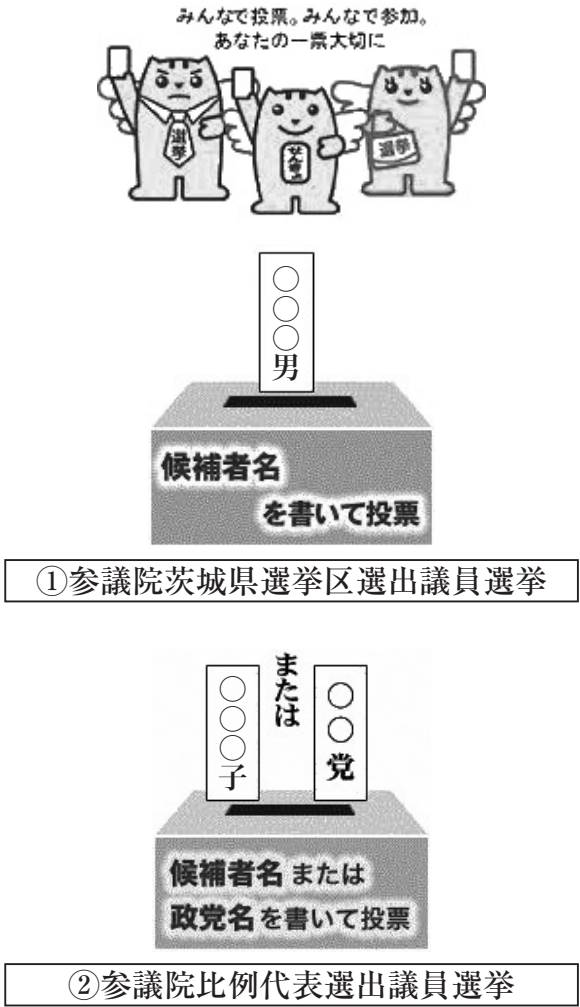 みんなで投票。みんなで参加。
あなたの一票大切に
選挙
せんきょ
選挙
○○○男
候補者名
を書いて投票
①参議院茨城県選挙区選出議員選挙
○○○子
または
○○党
候補者名または
政党名を書いて投票
②参議院比例代表選出議員選挙